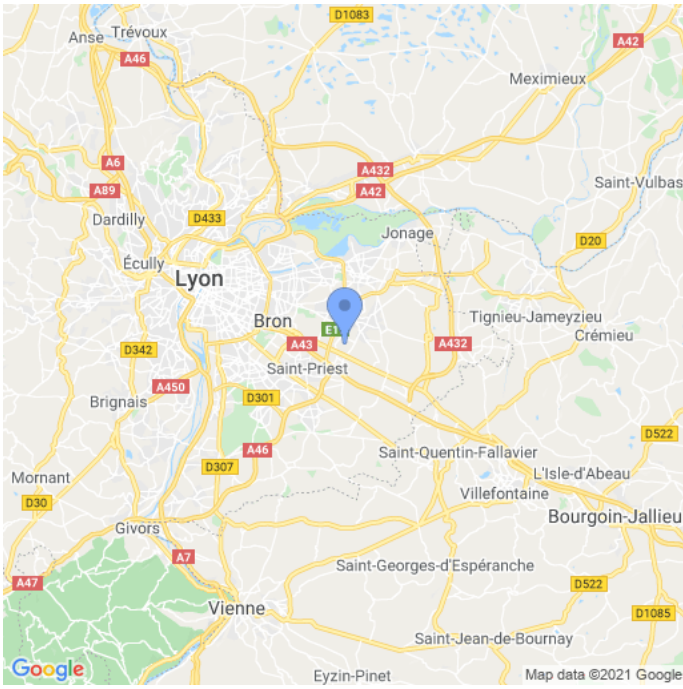 D1083
Trévoux
Anse
A42
A46
Meximieux
A6
A432
A42
Saint-Vulbas
A89
Dardilly
D433
Jonage
D20
Écully
Lyon
Tignieu-Jameyzieu
Bron
Crémieu
A43
A432
D342
Saint-Priest
A450
D301
Brignais
D522
A46
Saint-Quentin-Fallavier
D307
L'Isle-d'Abeau
Mornant
Villefontaine
D30
Bourgoin-Jallieu
Givors
A7
Saint-Georges-d'Espéranche
A47
D522
Vienne
D1085
Saint-Jean-de-Bournay
Google
Eyzin-Pinet
Map data ©2021 Google